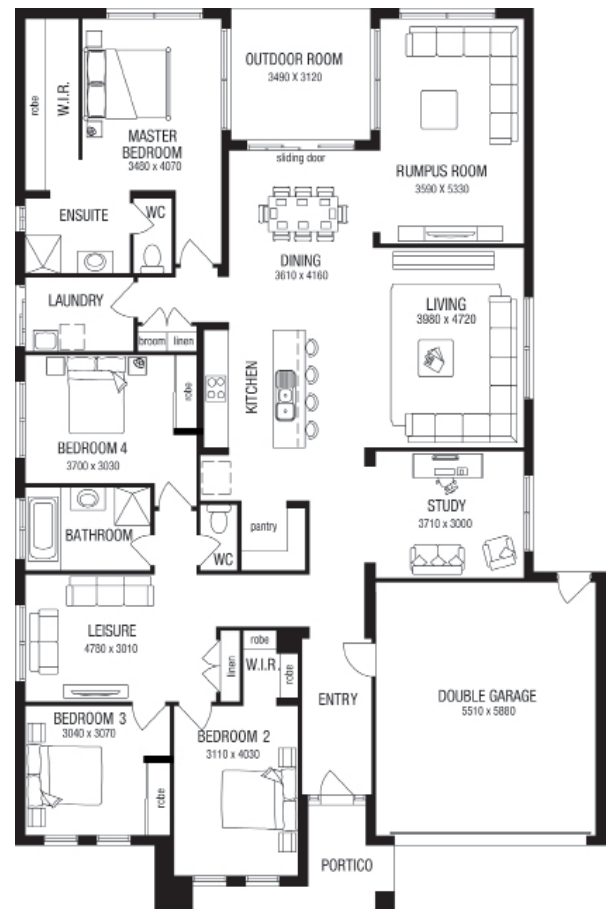 OUTDOOR ROOM
3490 X 3120
robe
W.I.R.
MASTER
BEDROOM
3480 x 4070
sliding door
RUMPUS ROOM
3590 X 5330
ENSUITE
WC
DINING
3610 x 4160
LAUNDRY
broom
linen
LIVING
3980 x 4720
KITCHEN
robe
BEDROOM 4
3700 x 3030
STUDY
3710 x 3000
BATHROOM
WC
pantry
LEISURE
4780 x 3010
linen
robe
W.I.R.
robe
ENTRY
DOUBLE GARAGE
5510 x 5880
BEDROOM 3
3040 x 3070
BEDROOM 2
3110 x 4030
robe
PORTICO